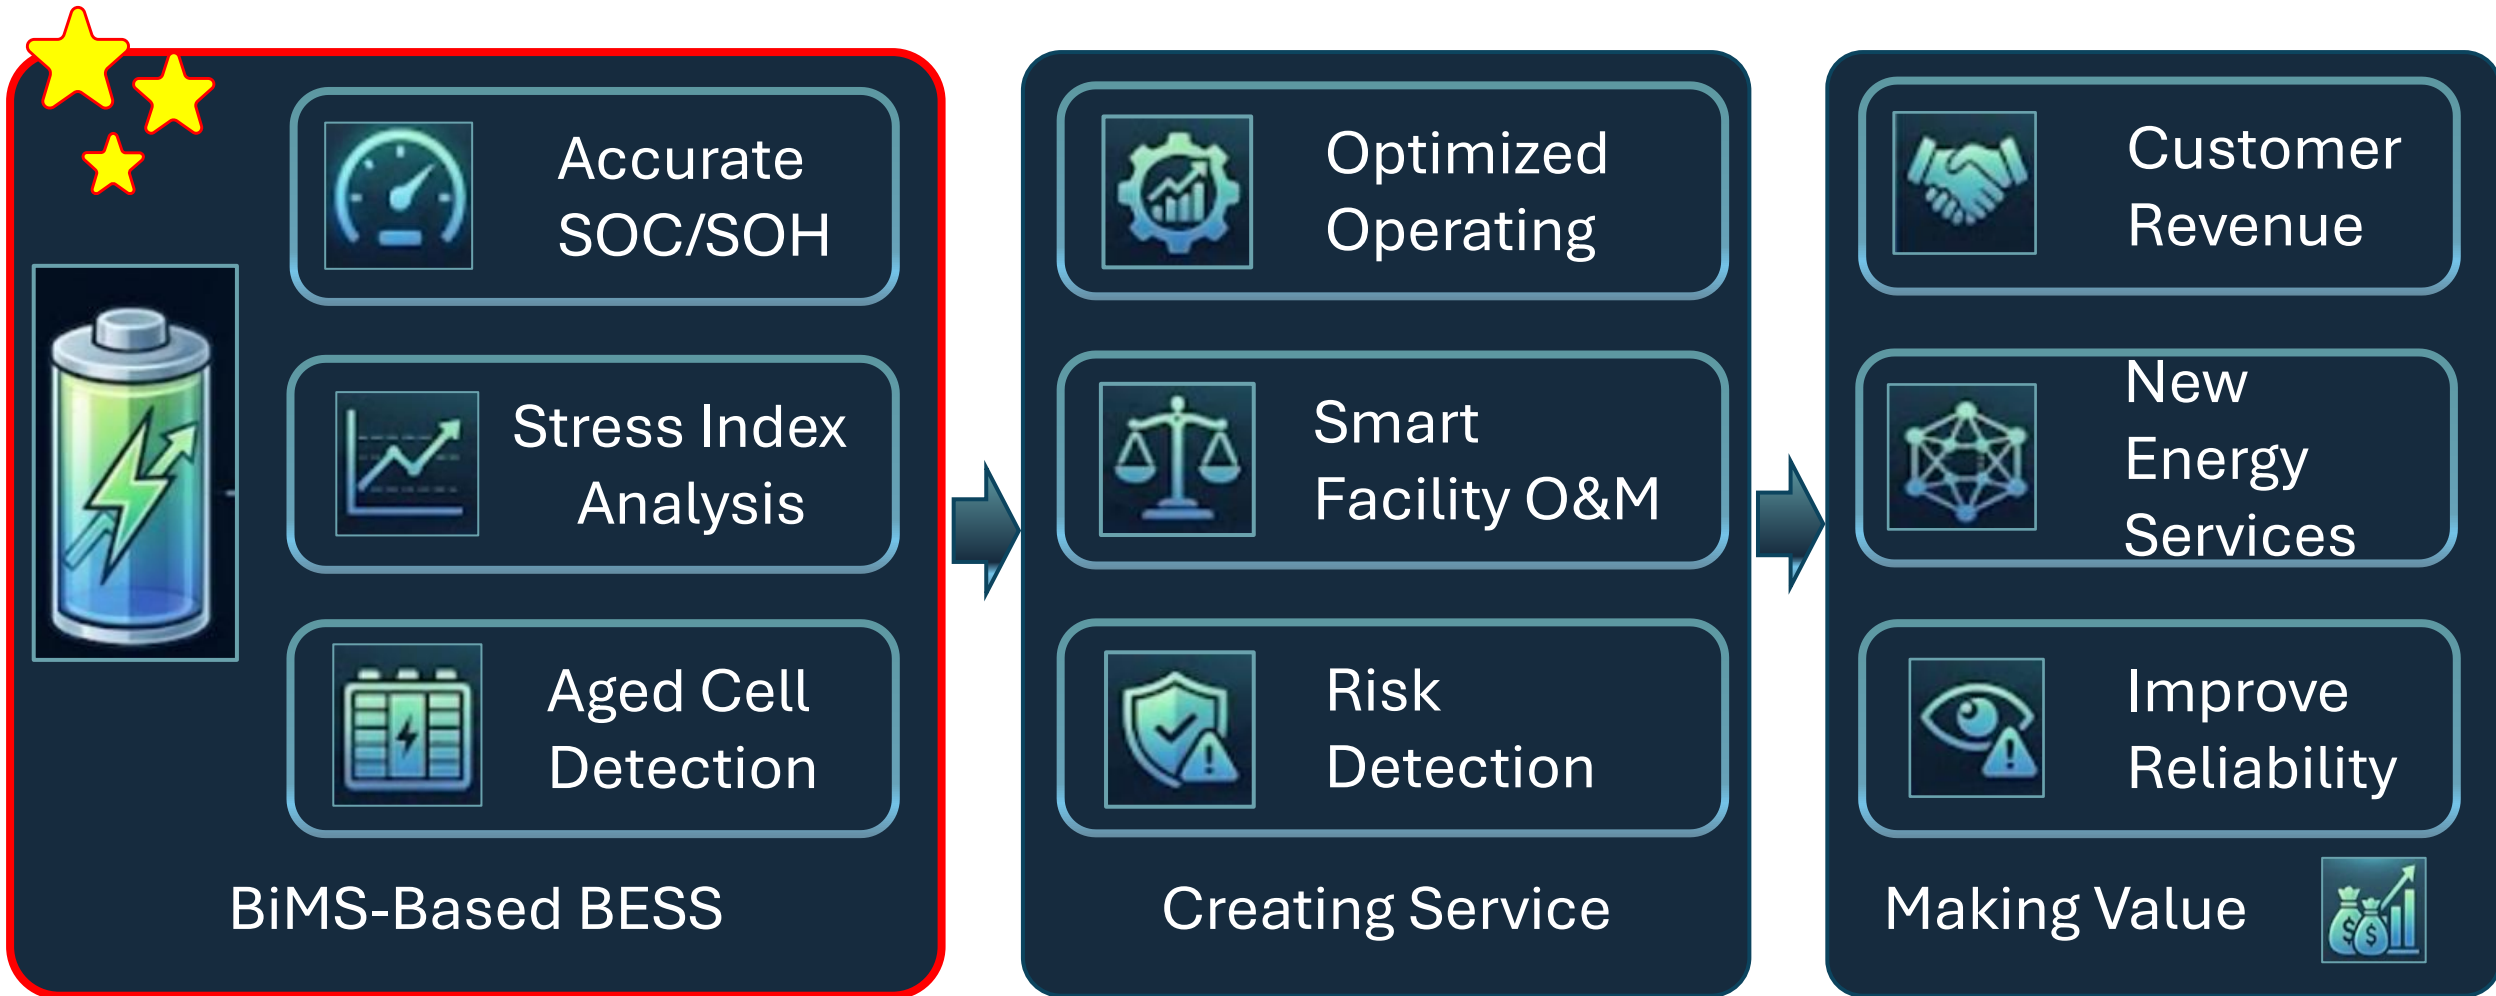 Accurate
SOC/SOH
Stress Index
Analysis
Aged Cell
Detection
BiMS-Based BESS
Optimized
Operating
Smart
Facility O&M
Risk
Detection
Creating Service
Customer
Revenue
New
Energy
Services
Improve
Reliability
Making Value
$
$